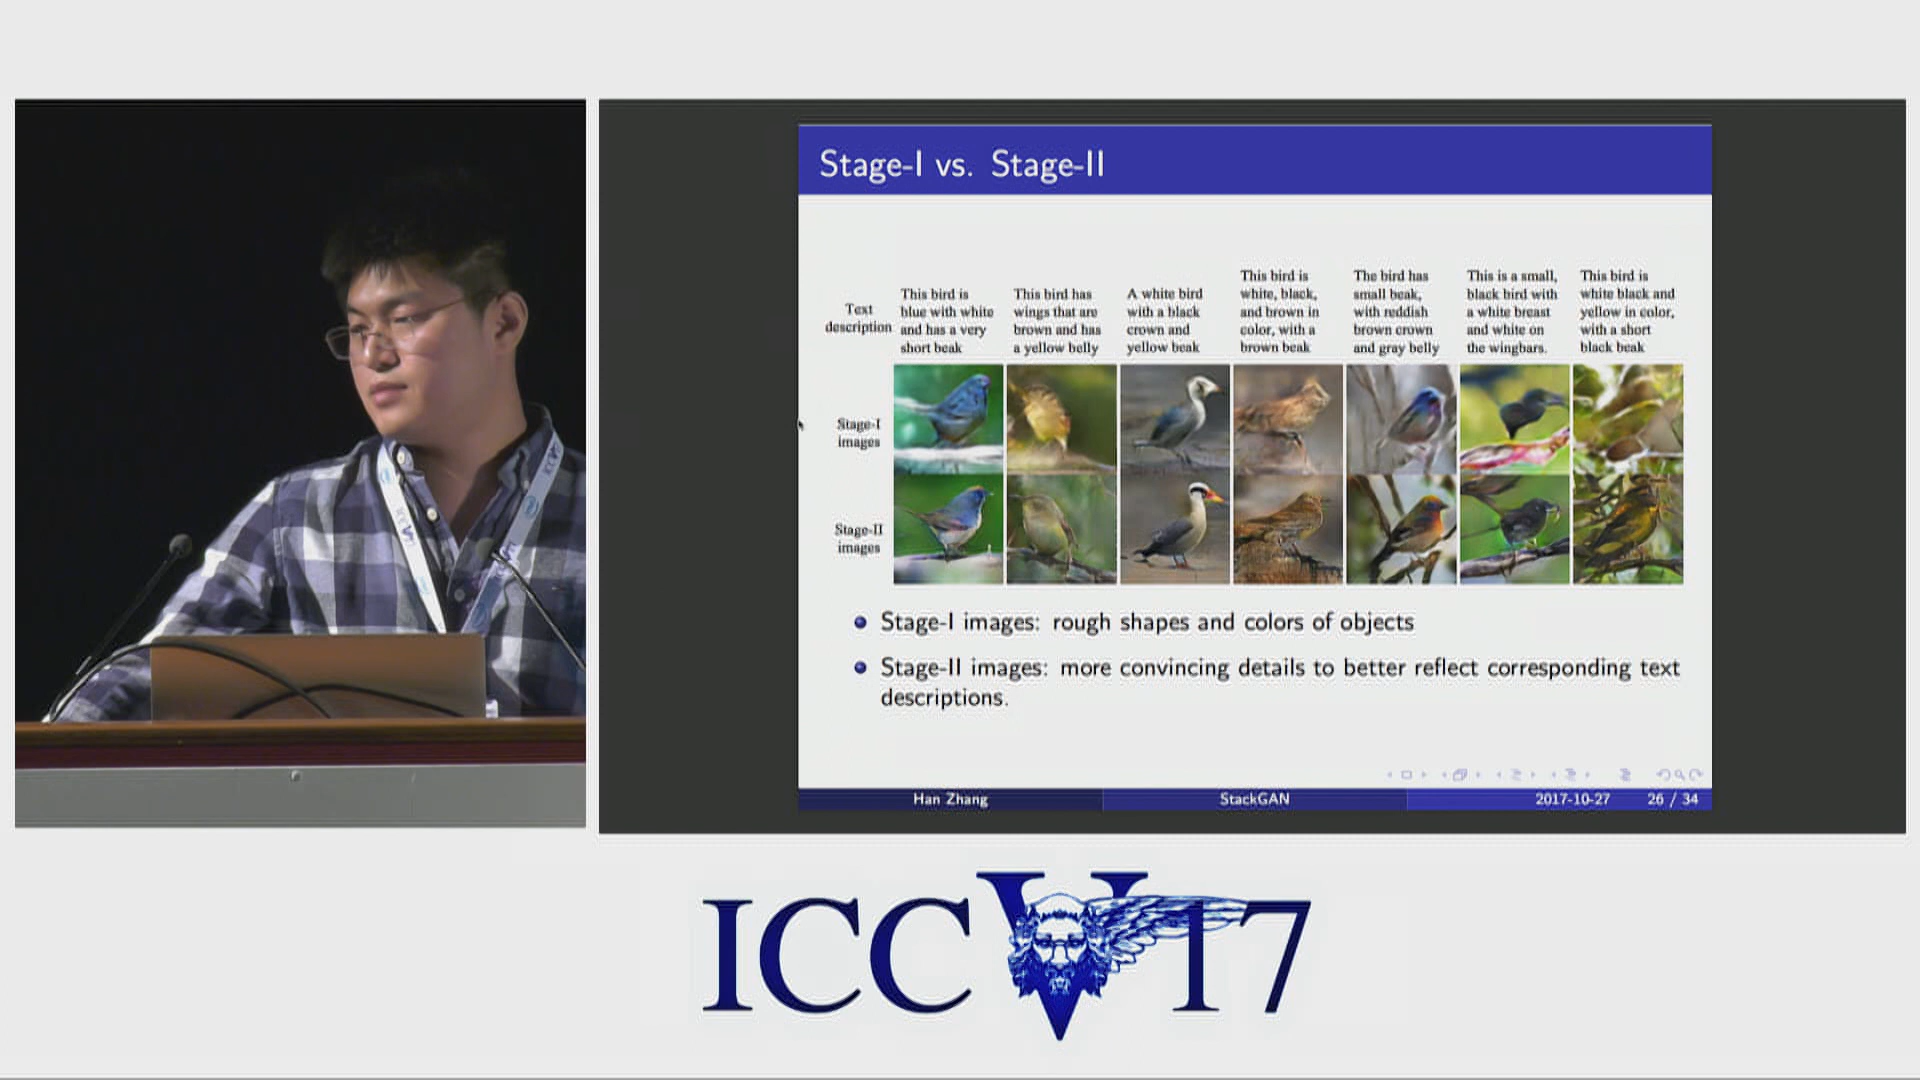 Stage-I vs. Stage-II
Text
description
This bird is
blue with white
and has a very
short beak
This bird has
wings that are
brown and has
a yellow belly
A white bird
with a black
crown and
yellow beak
This bird is
white, black,
and brown in
color, with a
brown beak
The bird has
small beak,
with reddish
brown crown
and gray belly
This is a small,
black bird with
a white breast
and white on
the wingbars.
This bird is
white black and
yellow in color,
with a short
black beak
Stage-I
images
Stage-II
images
Stage-I images: rough shapes and colors of objects
Stage-II images: more convincing details to better reflect corresponding text
descriptions.
Han Zhang
StackGAN
2017-10-27
26 / 34
ICCV17